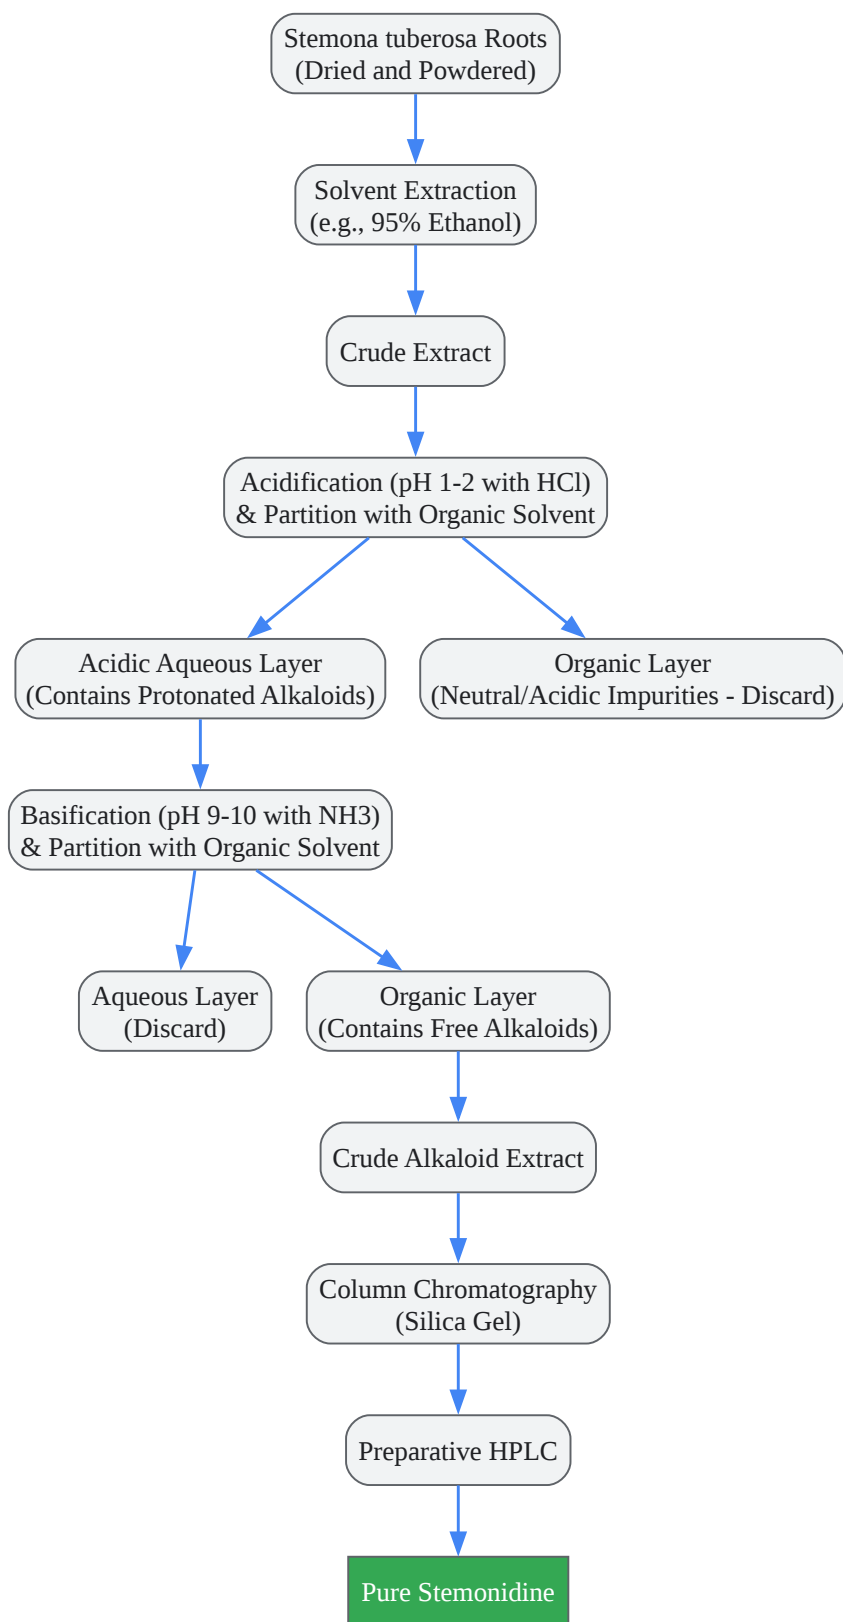 Stemona tuberosa Roots
(Dried and Powdered)
Solvent Extraction
(e.g., 95% Ethanol)
Crude Extract
Acidification (pH 1-2 with HCl)
& Partition with Organic Solvent
Acidic Aqueous Layer
(Contains Protonated Alkaloids)
Organic Layer
(Neutral/Acidic Impurities - Discard)
Basification (pH 9-10 with NH3)
& Partition with Organic Solvent
Aqueous Layer
(Discard)
Organic Layer
(Contains Free Alkaloids)
Crude Alkaloid Extract
Column Chromatography
(Silica Gel)
Preparative HPLC
Pure Stemonidine